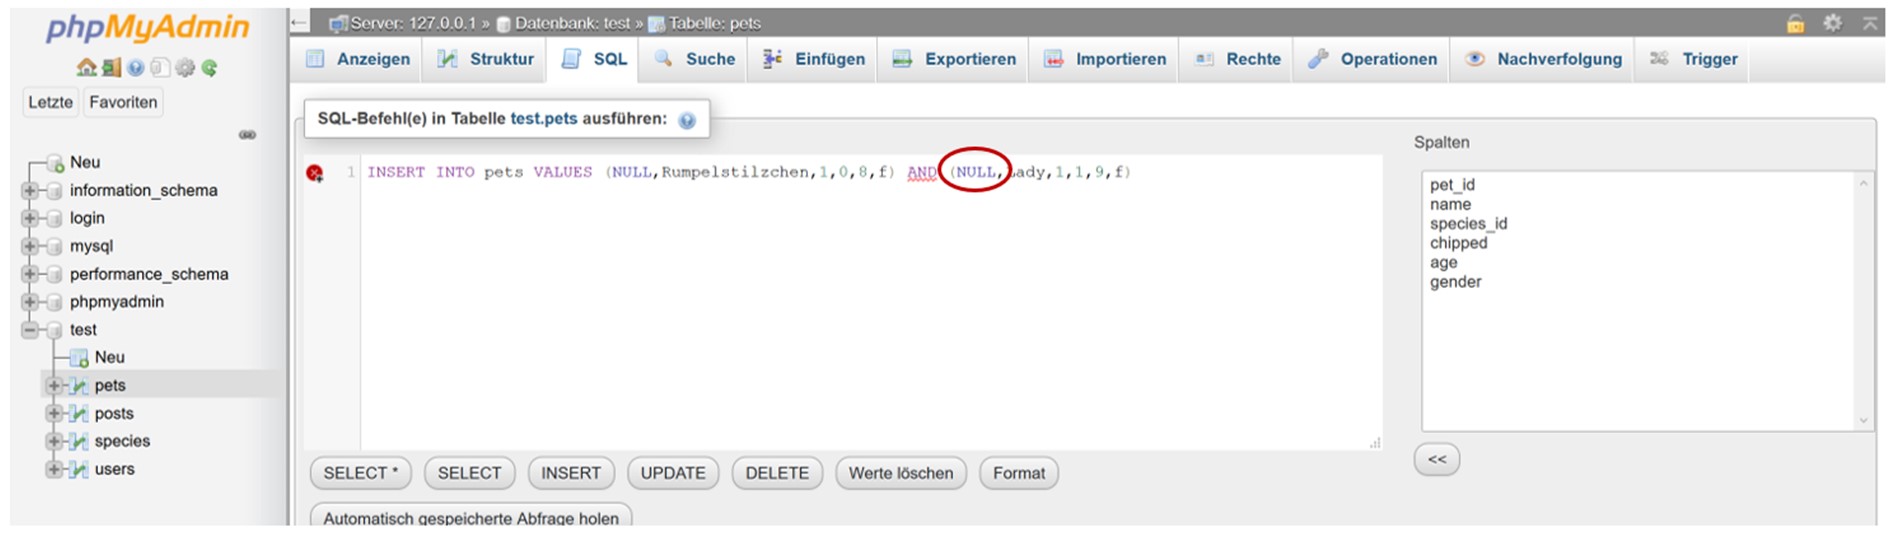 phpMyAdmin
Letzte Favoriten
Neu
information_schema
login
mysql
performance_schema
phpmyadmin
test
Neu
pets
posts
species
users
Server: 127.0.0.1 » Datenbank: test » Tabelle: pets
Anzeigen Struktur SQL Suche Einfügen Exportieren Importieren Rechte Operationen Nachverfolgung Trigger
SQL-Befehl(e) in Tabelle test.pets ausführen:
1 INSERT INTO pets VALUES (NULL,Rumpelstilzchen,1,0,8,f) AND (NULL,Lady,1,1,9,f)
SELECT * SELECT INSERT UPDATE DELETE Werte löschen Format
Automatisch gespeicherte Abfrage holen
Spalten
pet_id
name
species_id
chipped
age
gender
<<